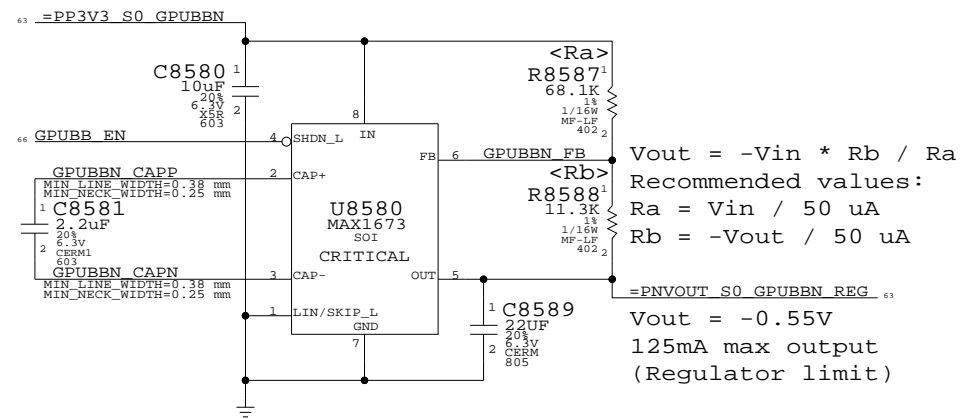 63 =PP3V3_S0_GPUBBN
C8580 1
10uF
20%
6.3V
X5R 2
603
<Ra>
R8587 1
68.1K
1%
1/16W
MF-LF
402 2
8
IN
66 GPUBB_EN
4 SHDN_L
FB 6 GPUBBN_FB
GPUBBN_CAPP
MIN_LINE_WIDTH=0.38 mm
MIN_NECK_WIDTH=0.25 mm
2 CAP+
1 C8581
2.2uF
20%
2 6.3V
CERM1
603
GPUBBN_CAPN
MIN_LINE_WIDTH=0.38 mm
MIN_NECK_WIDTH=0.25 mm
3 CAP-
U8580
MAX1673
SOI
CRITICAL
OUT 5
1 LIN/SKIP_L
GND
7
<Rb>
R8588 1
11.3K
1%
1/16W
MF-LF
402 2
1 C8589
22UF
20%
6.3V
2 CERM
805
Vout = -Vin * Rb / Ra
Recommended values:
Ra = Vin / 50 uA
Rb = -Vout / 50 uA
=PNVOUT_S0_GPUBBN_REG 63
Vout = -0.55V
125mA max output
(Regulator limit)